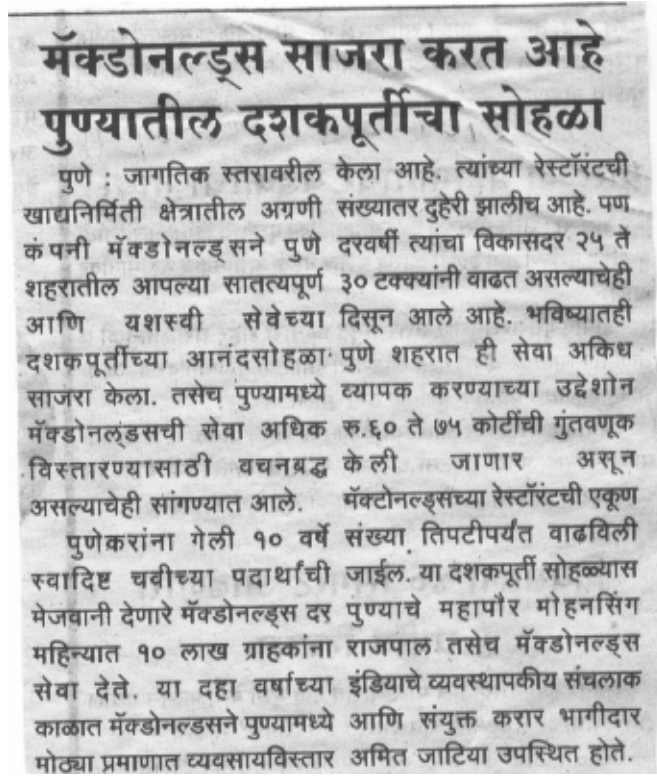 मॅक्डोनल्ड्स साजरा करत आहे
पुण्यातील दशकपूर्तीचा सोहळा
पुणे : जागतिक स्तरावरील
खाद्यनिर्मिती क्षेत्रातील अग्रणी
कंपनी मॅक्डोनल्ड्सने पुणे
शहरातील आपल्या सातत्यपूर्ण
आणि यशस्वी सेवेच्या
दशकपूर्तीच्या आनंदसोहळा
साजरा केला. तसेच पुण्यामध्ये
मॅक्डोनल्डसची सेवा अधिक
विस्तारण्यासाठी वचनबद्ध
असल्याचेही सांगण्यात आले.
पुणेकरांना गेली १० वर्षे
स्वादिष्ट चवीच्या पदार्थांची
मेजवानी देणारे मॅक्डोनल्ड्स दर
महिन्यात १० लाख ग्राहकांना
सेवा देते. या दहा वर्षाच्या
काळात मॅक्डोनल्डसने पुण्यामध्ये
मोठ्या प्रमाणात व्यवसायविस्तार
केला आहे. त्यांच्या रेस्टॉरंटची
संख्यातर दुहेरी झालीच आहे. पण
दरवर्षी त्यांचा विकासदर २५ ते
३० टक्क्यांनी वाढत असल्याचेही
दिसून आले आहे. भविष्यातही
पुणे शहरात ही सेवा अकिध
व्यापक करण्याच्या उद्देशोन
रु.६० ते ७५ कोटींची गुंतवणूक
केली जाणार असून
मॅक्टोनल्ड्सच्या रेस्टॉरंटची एकूण
संख्या तिपटीपर्यंत वाढविली
जाईल. या दशकपूर्ती सोहळ्यास
पुण्याचे महापौर मोहनसिंग
राजपाल तसेच मॅक्डोनल्ड्स
इंडियाचे व्यवस्थापकीय संचलाक
आणि संयुक्त करार भागीदार
अमित जाटिया उपस्थित होते.